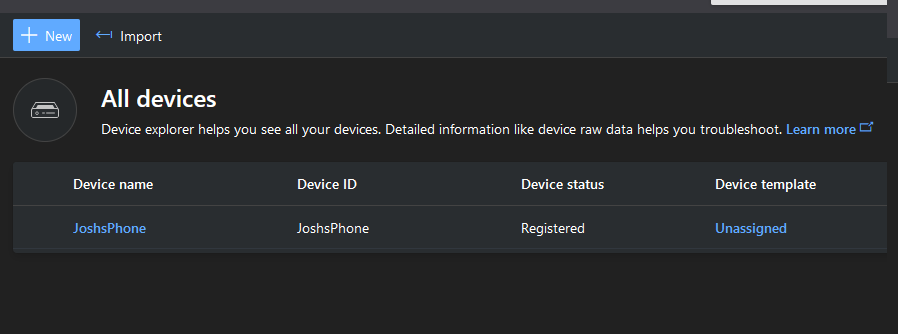 New Import
All devices
Device explorer helps you see all your devices. Detailed information like device raw data helps you troubleshoot. Learn more
Device name Device ID Device status Device template
JoshsPhone JoshsPhone Registered Unassigned